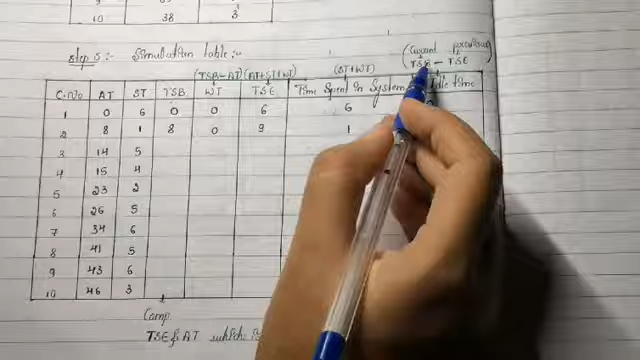 10 38 3
step 5:- Simulation table:-
(Current previous)
(TSB-AT) (AT+ST+WT) (ST+WT) TSB - TSE
C.No AT ST TSB WT TSE Time Spent In System Idle time
1 0 6 0 0 6 6
2 8 1 8 0 9 1
3 14 5
4 15 4
5 23 2
6 26 5
7 34 6
8 41 5
9 43 6
10 46 3
Comp.
TSE & AT